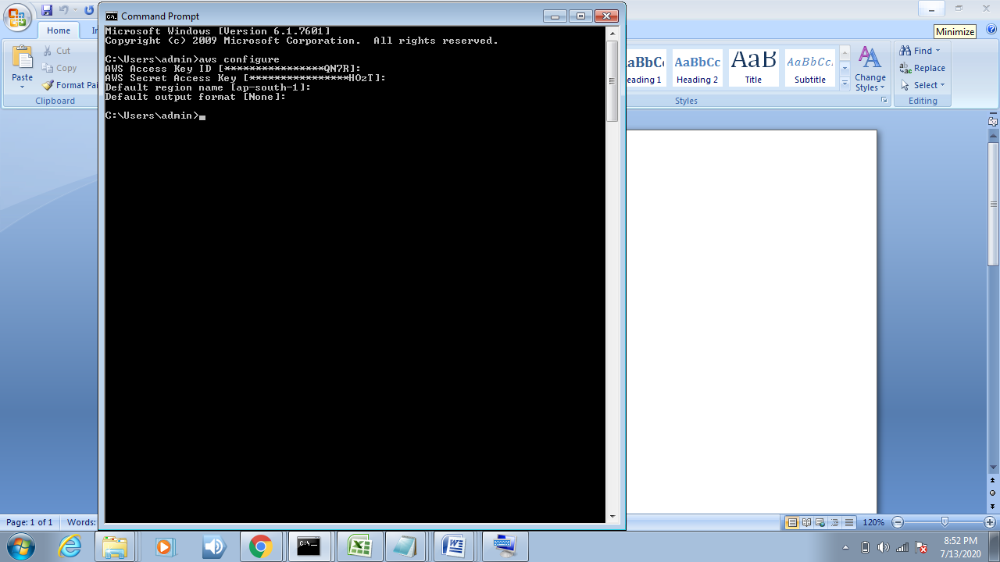 Command Prompt
Microsoft Windows [Version 6.1.7601]
Copyright (c) 2009 Microsoft Corporation.  All rights reserved.
C:\Users\admin>aws configure
AWS Access Key ID [****************QN7R]:
AWS Secret Access Key [****************HOzT]:
Default region name [ap-south-1]:
Default output format [None]:
C:\Users\admin>
Home
Paste
Cut
Copy
Format Pai
Clipboard
Minimize
AaBbCc AaBbCc AaB AaBbCc.
eading 1 Heading 2 Title Subtitle
Change
Styles
Styles
Find
Replace
Select
Editing
Page: 1 of 1 Words:
120%
8:52 PM
7/13/2020